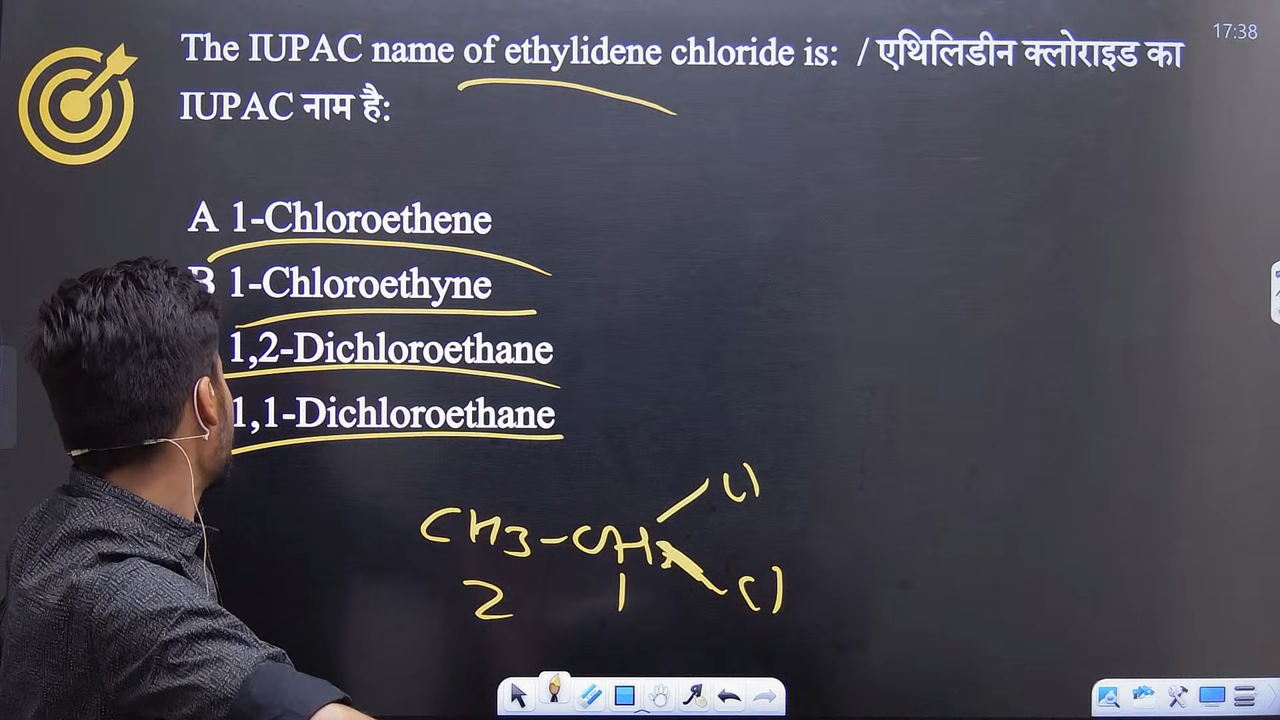 17:38
The IUPAC name of ethylidene chloride is: / एथिलिडीन क्लोराइड का
IUPAC नाम है:
A 1-Chloroethene
B 1-Chloroethyne
1,2-Dichloroethane
1,1-Dichloroethane
Cl
CH3-CH
Cl
2 1